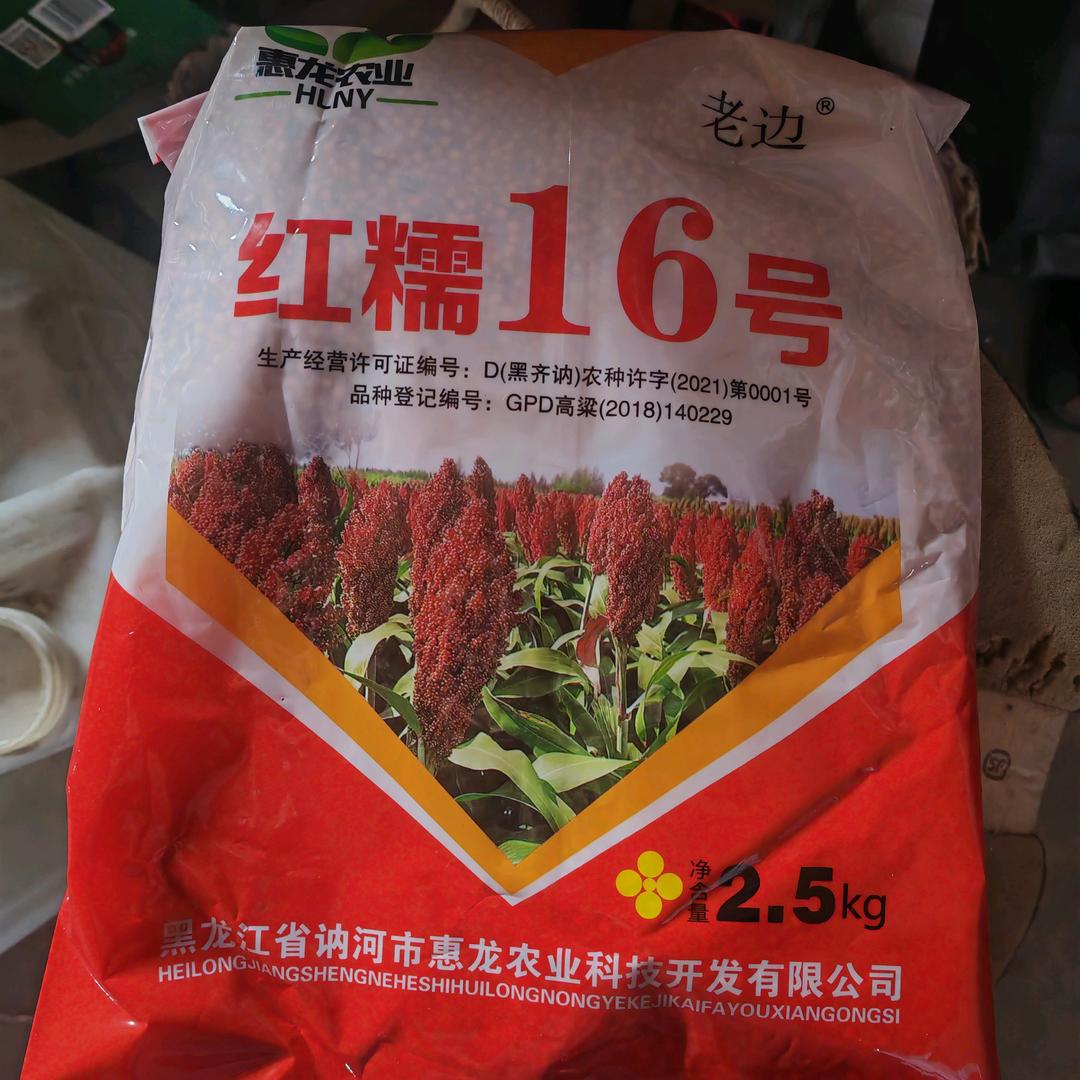 惠龙农业
HLNY
老边®
红糯16号
生产经营许可证编号：D(黑齐讷)农种许字(2021)第0001号
品种登记编号：GPD高粱(2018)140229
净含量 2.5kg
黑龙江省讷河市惠龙农业科技开发有限公司
HEILONGJIANGSHENGNEHESHIHUILONGNONGYEKEJIKAIFAYOUXIANGONGSI